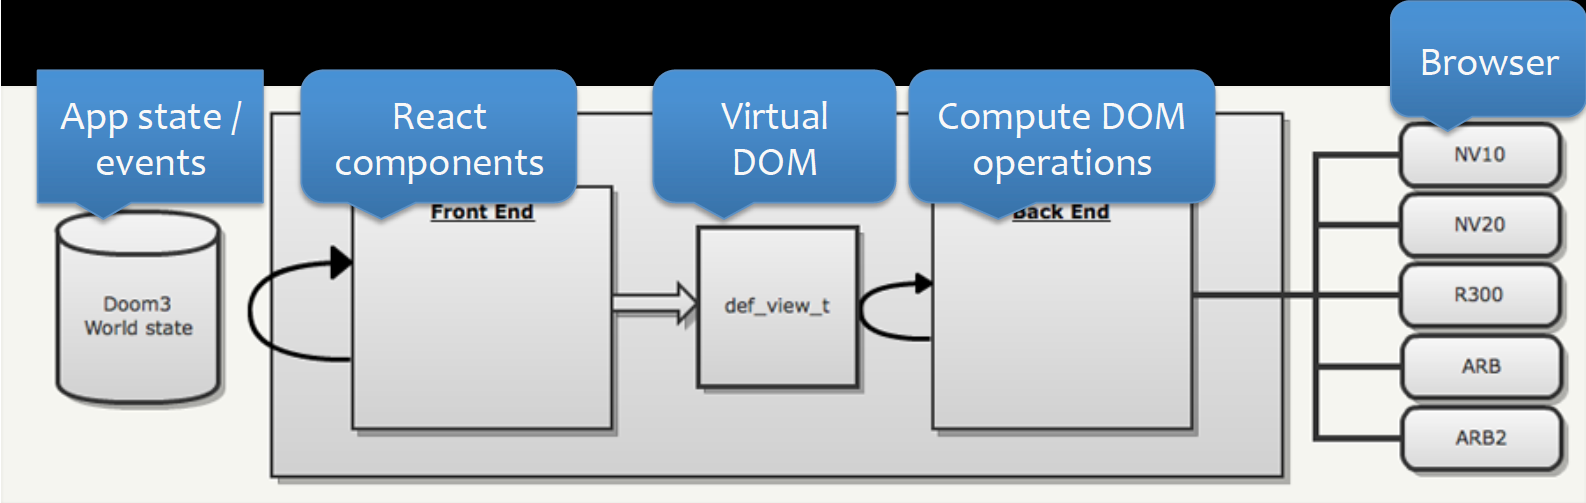 App state /
events
React
components
Virtual
DOM
Compute DOM
operations
Browser
Front End
Back End
Doom3
World state
def_view_t
NV10
NV20
R300
ARB
ARB2